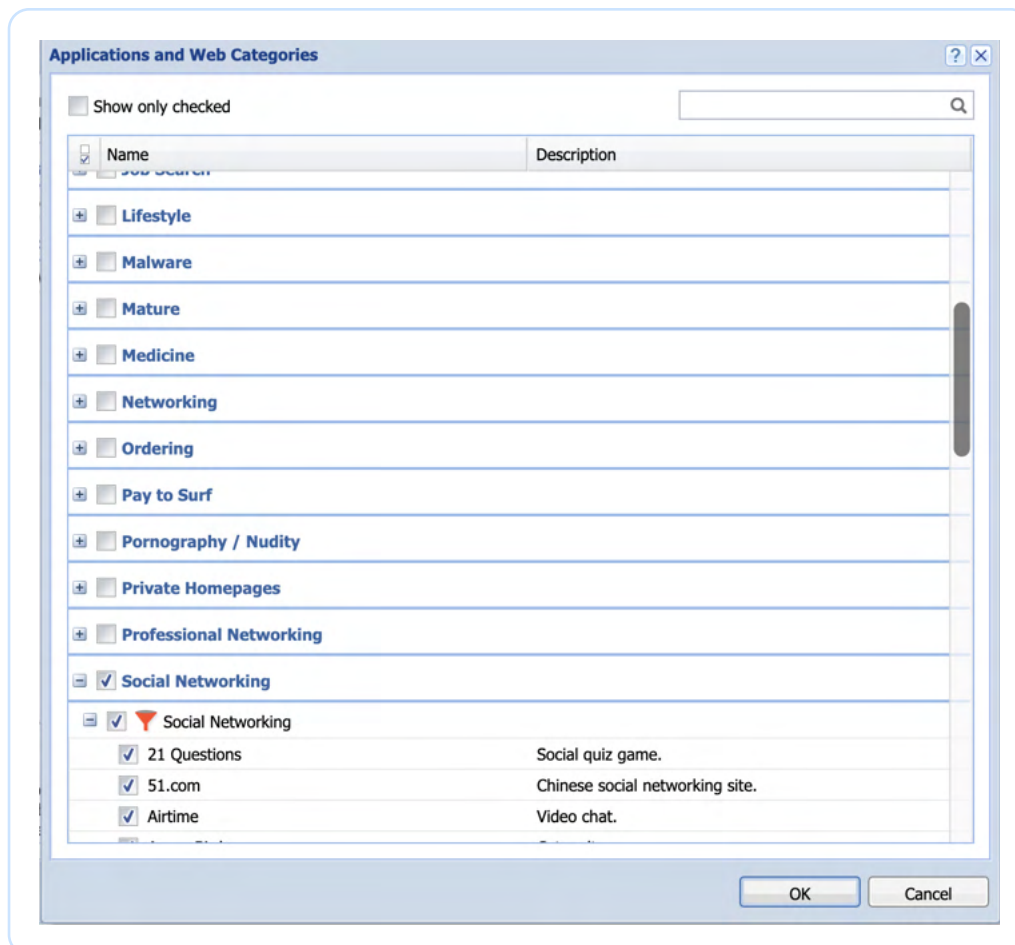 Applications and Web Categories
Show only checked
Name Description
Job Search
Lifestyle
Malware
Mature
Medicine
Networking
Ordering
Pay to Surf
Pornography / Nudity
Private Homepages
Professional Networking
Social Networking
Social Networking
21 Questions Social quiz game.
51.com Chinese social networking site.
Airtime Video chat.
OK Cancel